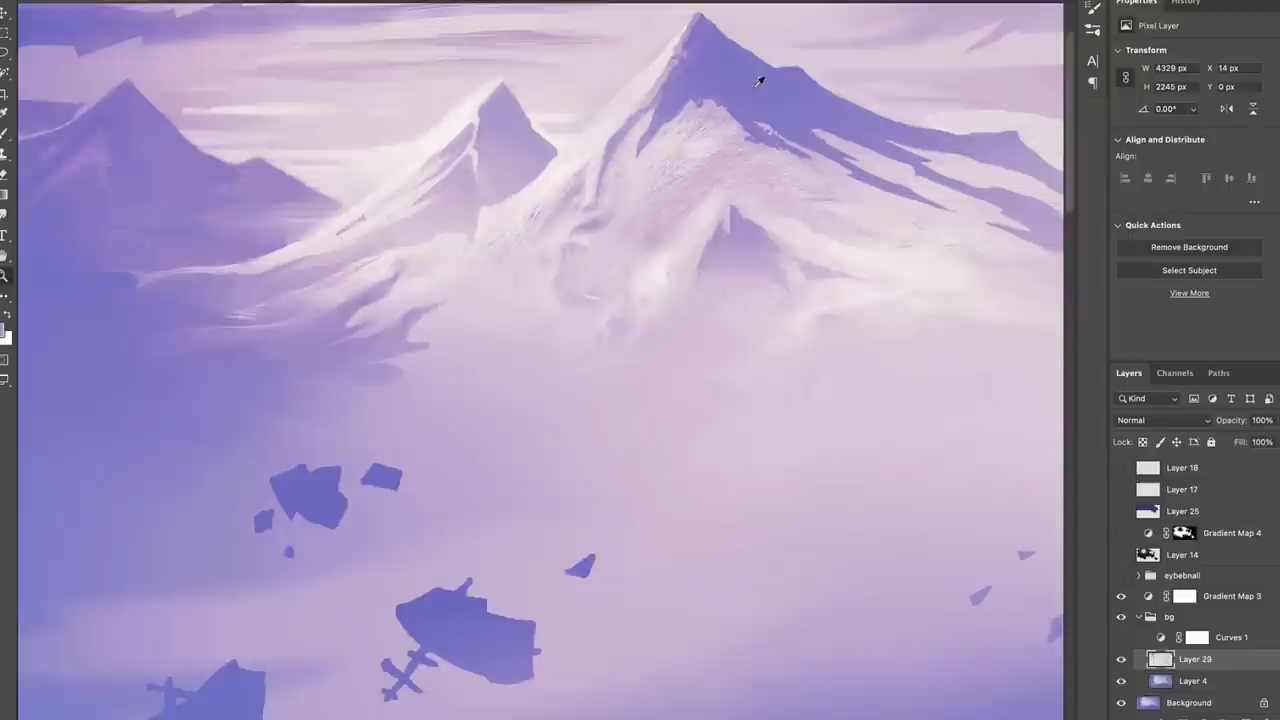 Properties History
Pixel Layer
Transform
W 4329 px X 14 px
H 2245 px Y 0 px
0.00°
Align and Distribute
Align:
Quick Actions
Remove Background
Select Subject
View More
Layers Channels Paths
Kind
Normal Opacity: 100%
Lock: Fill: 100%
Layer 18
Layer 17
Layer 25
Gradient Map 4
Layer 14
eybebnall
Gradient Map 3
bg
Curves 1
Layer 29
Layer 4
Background